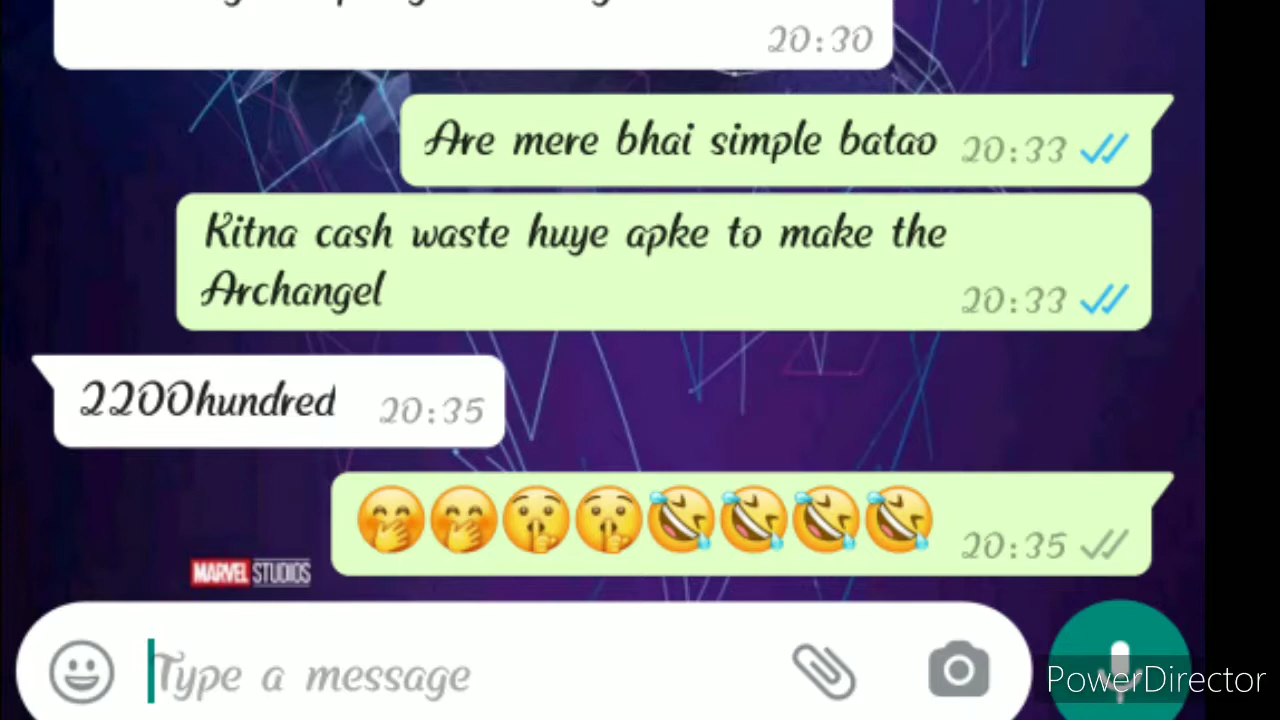 20:30
Are mere bhai simple batao 20:33
Kitna cash waste huye apke to make the
Archangel 20:33
2200hundred 20:35
20:35
MARVEL STUDIOS
Type a message
PowerDirector